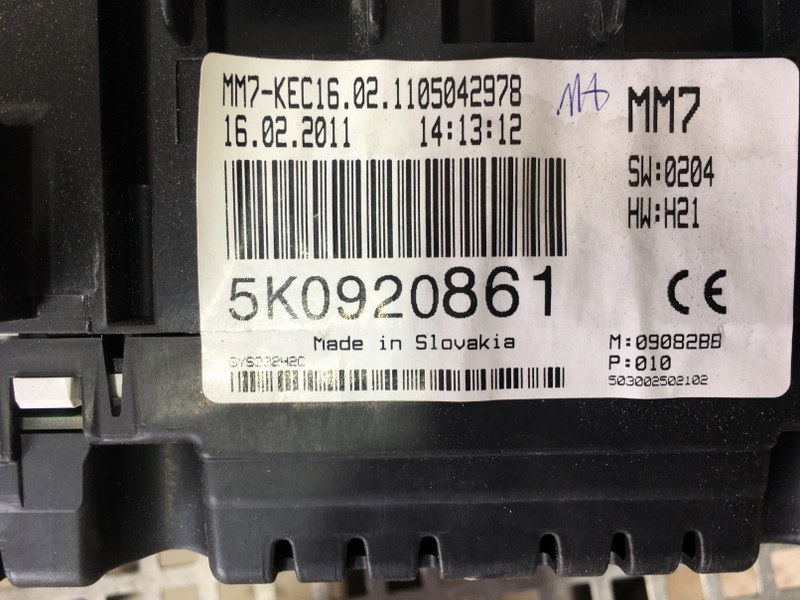 MM7-KEC16.02.1105042978
16.02.2011 14:13:12
5K0920861
Made in Slovakia
MM7
SW:0204
HW:H21
CE
M:09082BB
P:010
503002502102